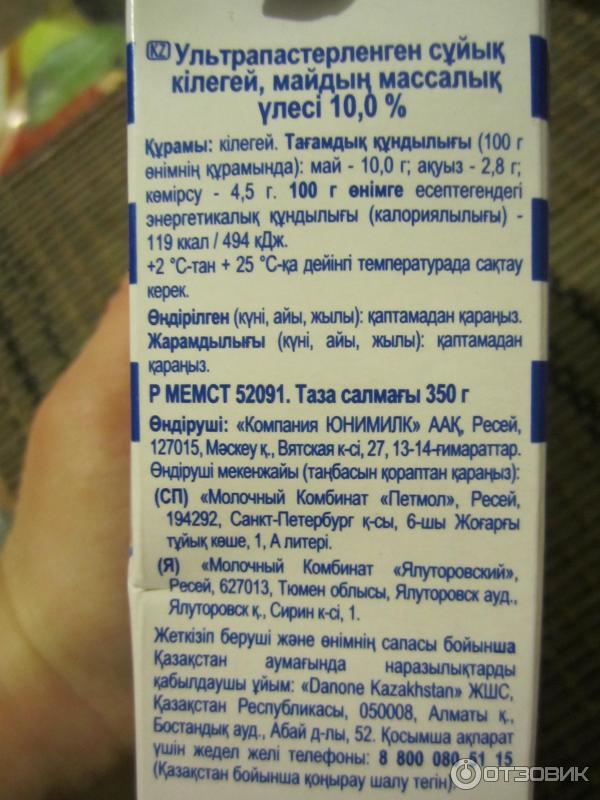 KZ Ультрапастерленген сұйық
кілегей, майдың массалық
үлесі 10,0 %
Құрамы: кілегей. Тағамдық құндылығы (100 г
өнімнің құрамында): май - 10,0 г; ақуыз - 2,8 г;
көмірсу - 4,5 г. 100 г өнімге есептегендегі
энергетикалық құндылығы (калориялылығы) -
119 ккал / 494 кДж.
+2 °С-тан + 25 °С-қа дейінгі температурада сақтау
керек.
Өндірілген (күні, айы, жылы): қаптамадан қараңыз.
Жарамдылығы (күні, айы, жылы): қаптамадан
қараңыз.
Р МЕМСТ 52091. Таза салмағы 350 г
Өндіруші: «Компания ЮНИМИЛК» ААҚ, Ресей,
127015, Мәскеу қ., Вятская к-сі, 27, 13-14-ғимараттар.
Өндіруші мекенжайы (таңбасын қораптан қараңыз):
(СП) «Молочный Комбинат «Петмол», Ресей,
194292, Санкт-Петербург қ-сы, 6-шы Жоғарғы
тұйық көше, 1, А литері.
(Я) «Молочный Комбинат «Ялуторовский»,
Ресей, 627013, Тюмен облысы, Ялуторовск ауд.,
Ялуторовск қ., Сирин к-сі, 1.
Жеткізіп беруші және өнімнің сапасы бойынша
Қазақстан аумағында наразылықтарды
қабылдаушы ұйым: «Danone Kazakhstan» ЖШС,
Қазақстан Республикасы, 050008, Алматы қ.,
Бостандық ауд., Абай д-лы, 52. Қосымша ақпарат
үшін жедел желі телефоны: 8 800 080 51 15
(Қазақстан бойынша қоңырау шалу тегін).
ОТЗОВИК